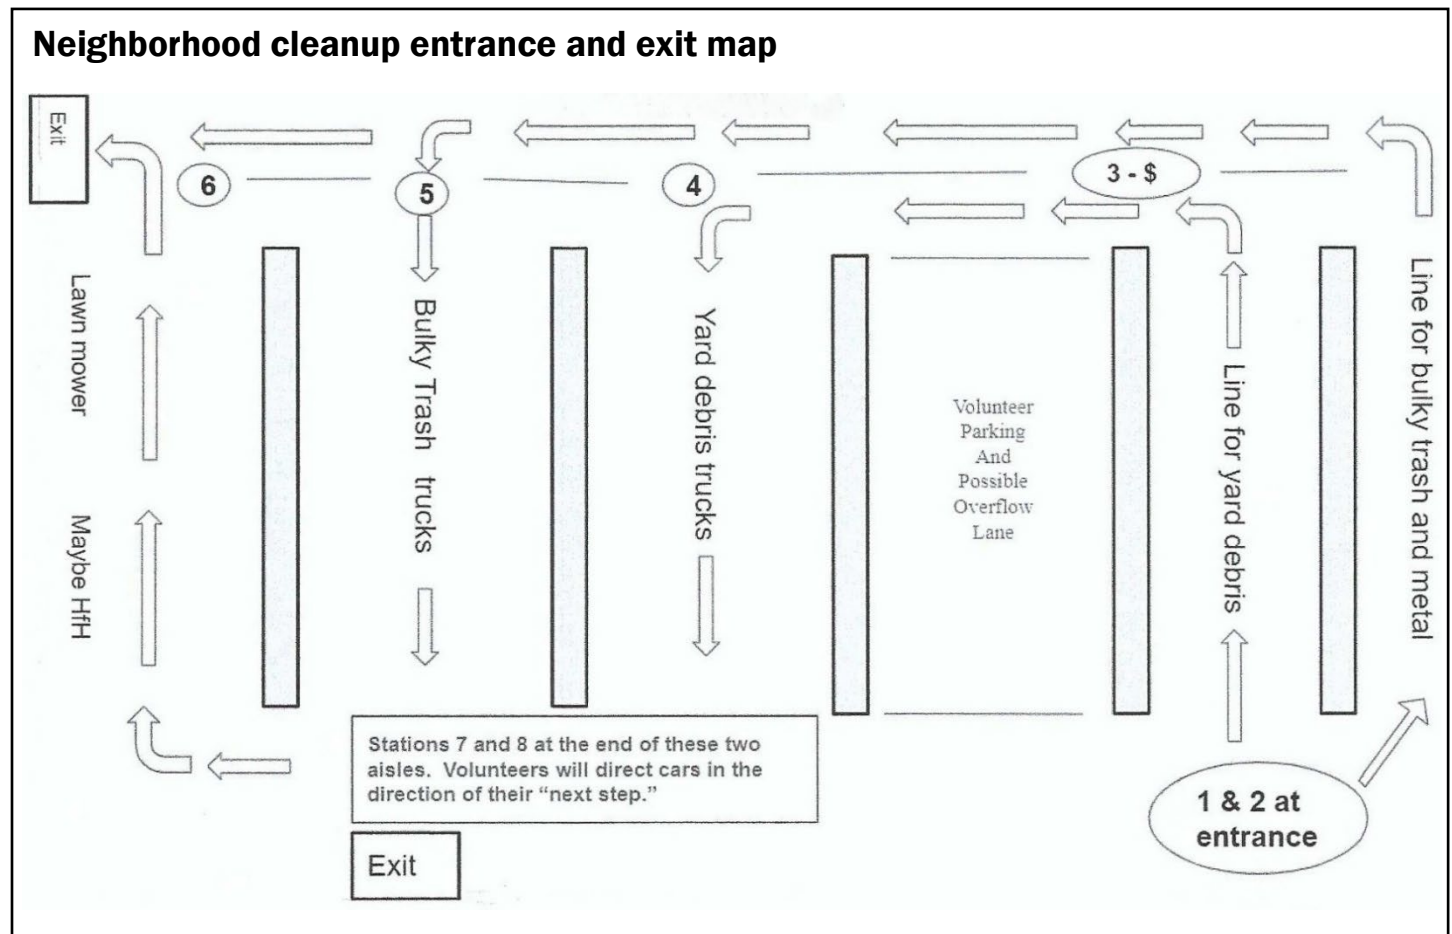 Neighborhood cleanup entrance and exit map
Exit
6
5
4
3 - $
Lawn mower
Maybe HfH
Bulky Trash trucks
Yard debris trucks
Volunteer
Parking
And
Possible
Overflow
Lane
Line for yard debris
Line for bulky trash and metal
Stations 7 and 8 at the end of these two
aisles. Volunteers will direct cars in the
direction of their “next step.”
Exit
1 & 2 at
entrance